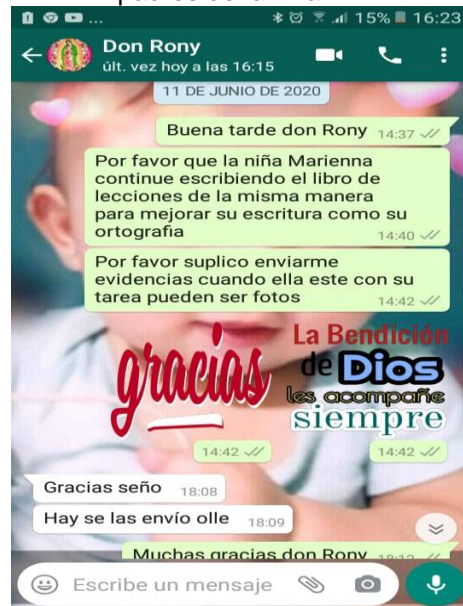 ... 15% 16:23
Don Rony
últ. vez hoy a las 16:15
11 DE JUNIO DE 2020
Buena tarde don Rony 14:37
Por favor que la niña Marienna
continue escribiendo el libro de
lecciones de la misma manera
para mejorar su escritura como su
ortografia
14:40
Por favor suplico enviarme
evidencias cuando ella este con su
tarea pueden ser fotos
14:42
gracias
La Bendición
de Dios
les acompañe
siempre
14:42
14:42
Gracias seño 18:08
Hay se las envío olle 18:09
Muchas gracias don Rony
Escribe un mensaje